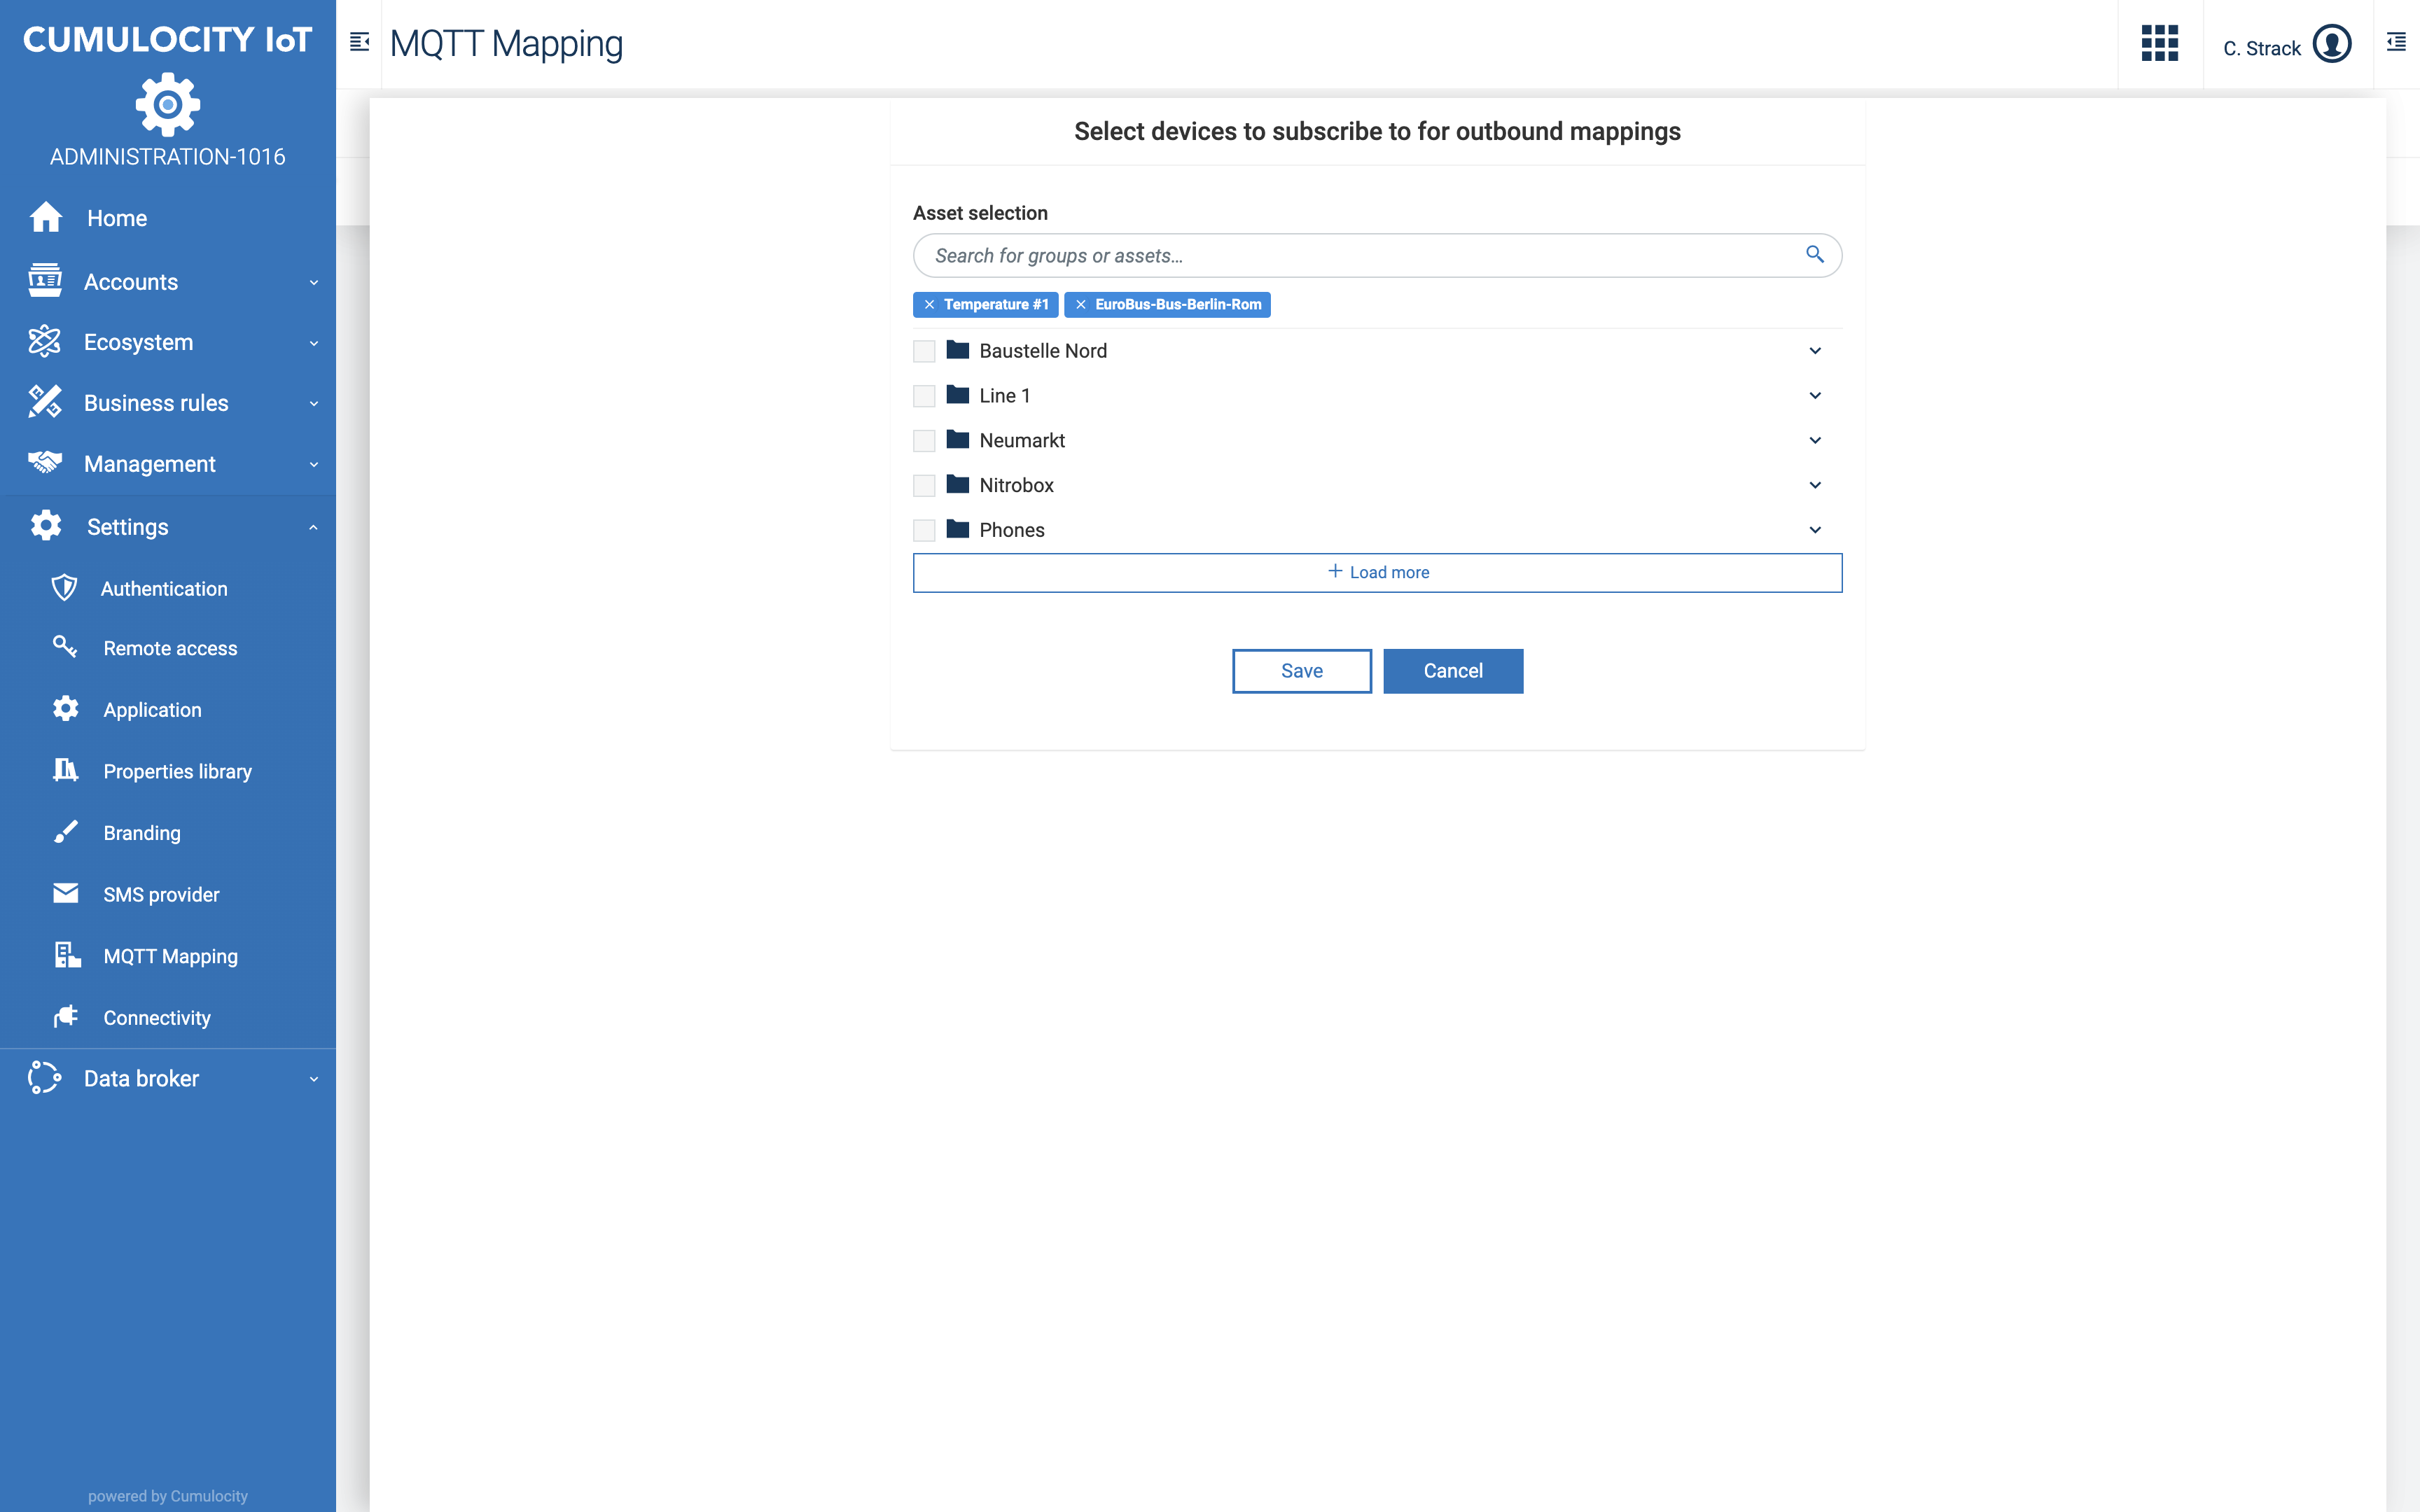 CUMULOCITY IoT
ADMINISTRATION-1016
Home
Accounts
Ecosystem
Business rules
Management
Settings
Authentication
Remote access
Application
Properties library
Branding
SMS provider
MQTT Mapping
Connectivity
Data broker
powered by Cumulocity
MQTT Mapping
C. Strack
Select devices to subscribe to for outbound mappings
Asset selection
Search for groups or assets...
Temperature #1 EuroBus-Bus-Berlin-Rom
Baustelle Nord
Line 1
Neumarkt
Nitrobox
Phones
Load more
Save Cancel